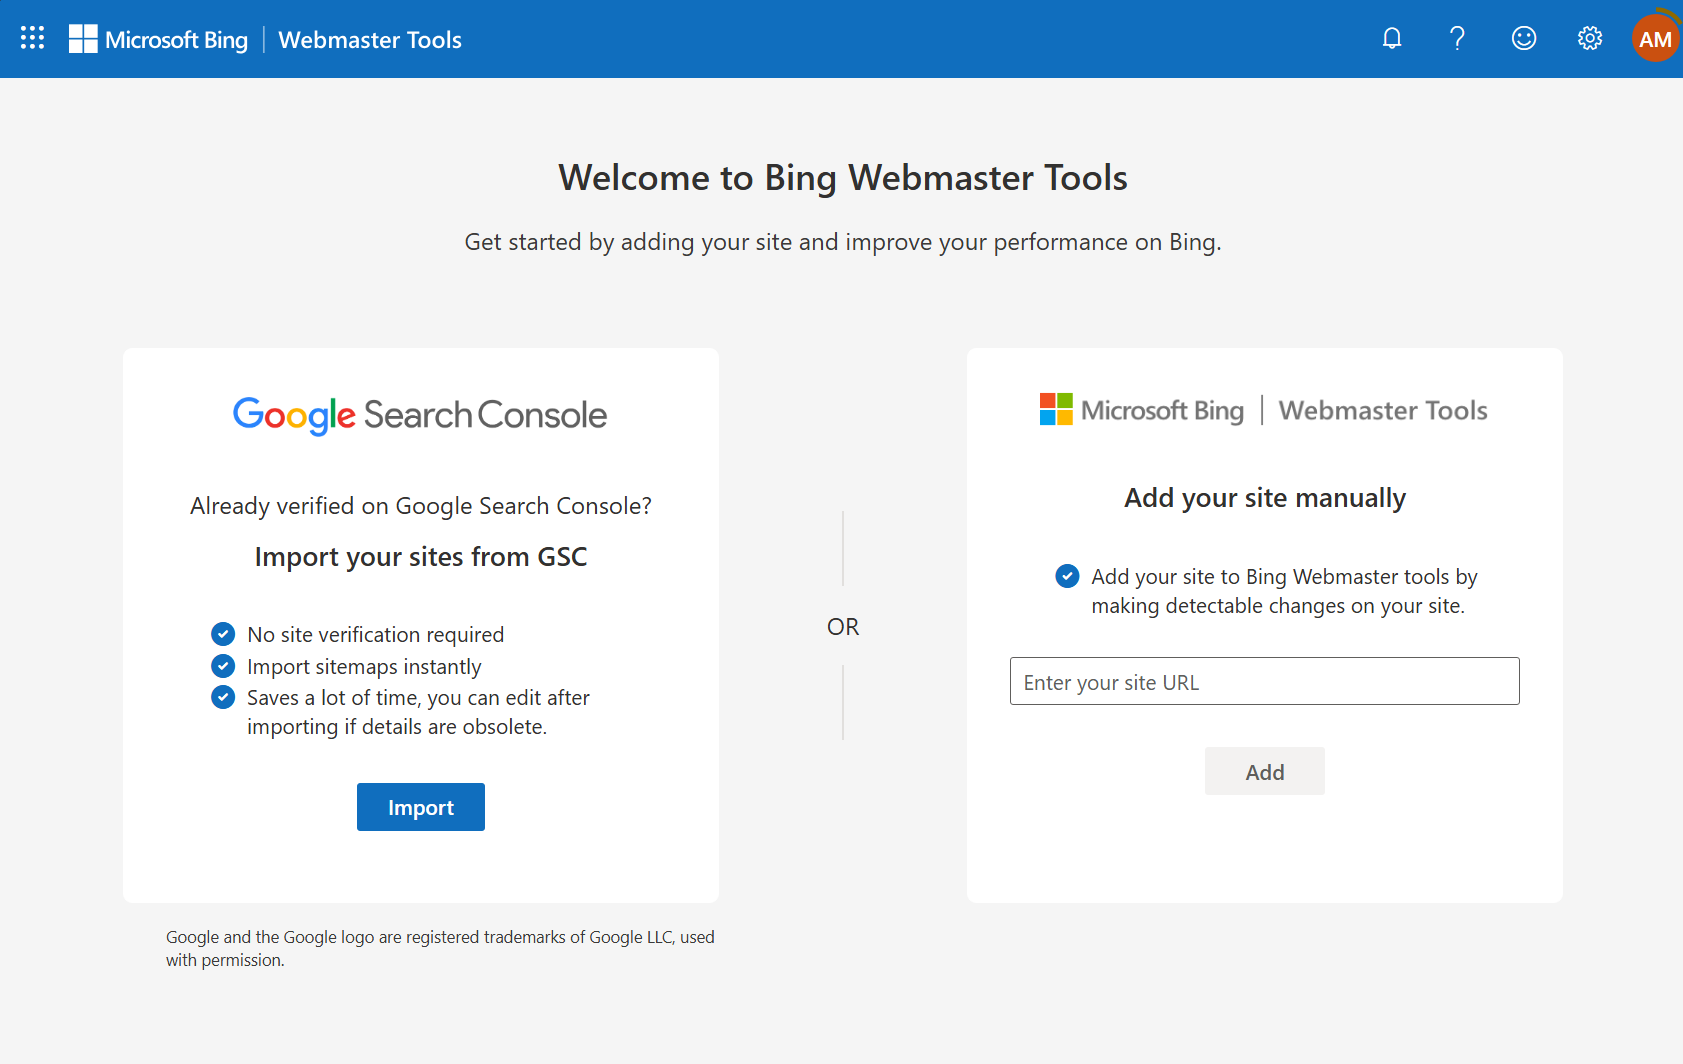 Microsoft Bing | Webmaster Tools
AM
Welcome to Bing Webmaster Tools
Get started by adding your site and improve your performance on Bing.
Google Search Console
Already verified on Google Search Console?
Import your sites from GSC
No site verification required
Import sitemaps instantly
Saves a lot of time, you can edit after
importing if details are obsolete.
Import
Google and the Google logo are registered trademarks of Google LLC, used
with permission.
OR
Microsoft Bing | Webmaster Tools
Add your site manually
Add your site to Bing Webmaster tools by
making detectable changes on your site.
Enter your site URL
Add